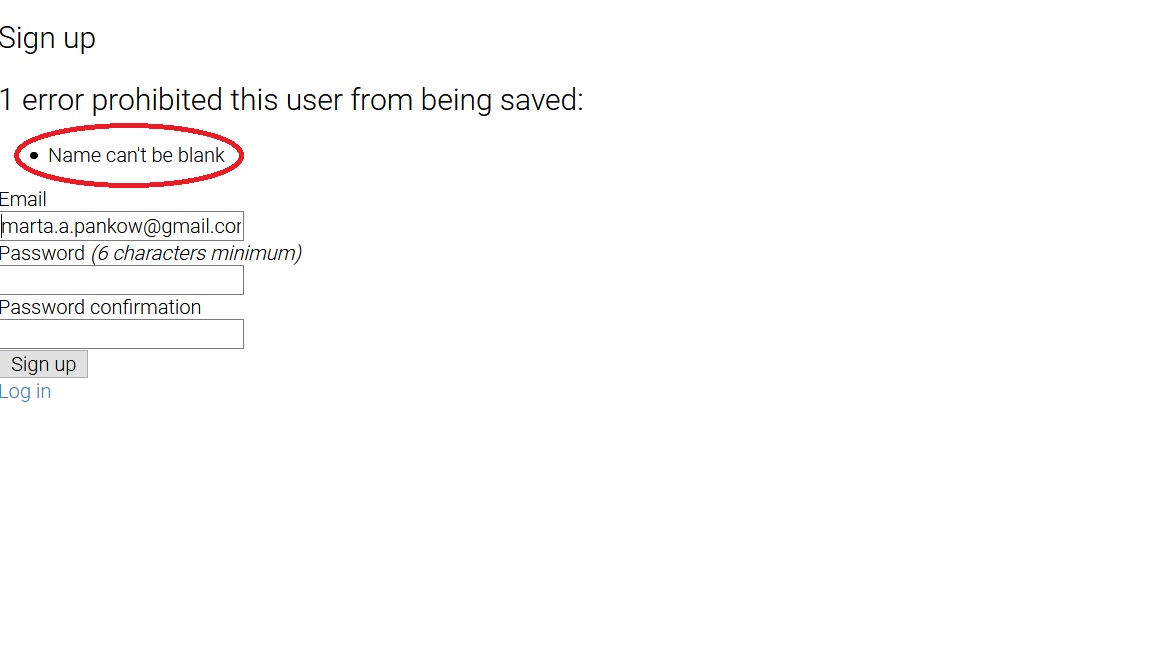 Sign up
1 error prohibited this user from being saved:
• Name can't be blank
Email
marta.a.pankow@gmail.cor
Password (6 characters minimum)
Password confirmation
Sign up
Log in